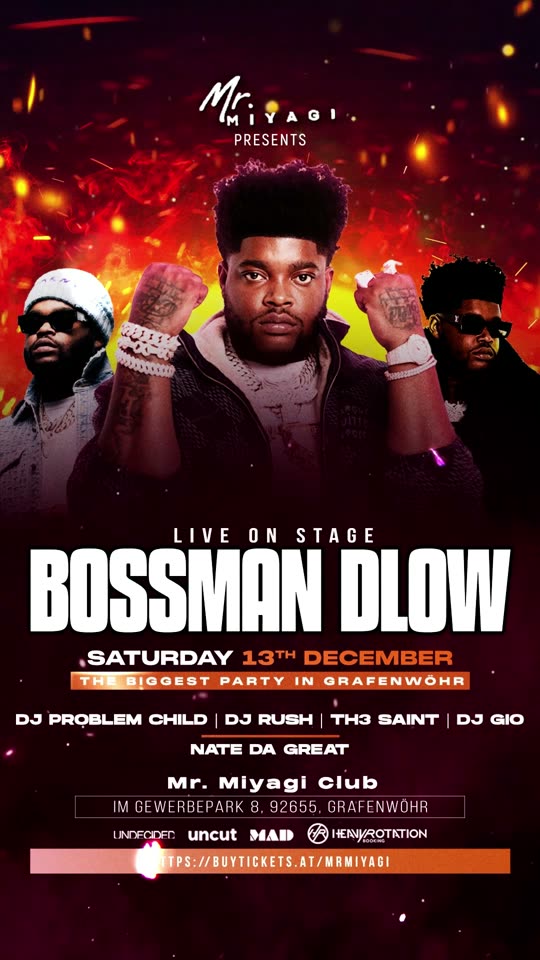 Mr.
MIYAGI
PRESENTS
LIVE ON STAGE
BOSSMAN DLOW
SATURDAY 13TH DECEMBER
THE BIGGEST PARTY IN GRAFENWÖHR
DJ PROBLEM CHILD | DJ RUSH | TH3 SAINT | DJ GIO
NATE DA GREAT
Mr. Miyagi Club
IM GEWERBEPARK 8, 92655, GRAFENWÖHR
UNDECIDED uncut MAD HEAVYROTATION
BOOKING
TTPS://BUYTICKETS.AT/MRMIYAGI